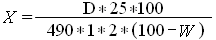 X = D*25*100 / 490*1*2*(100−W)